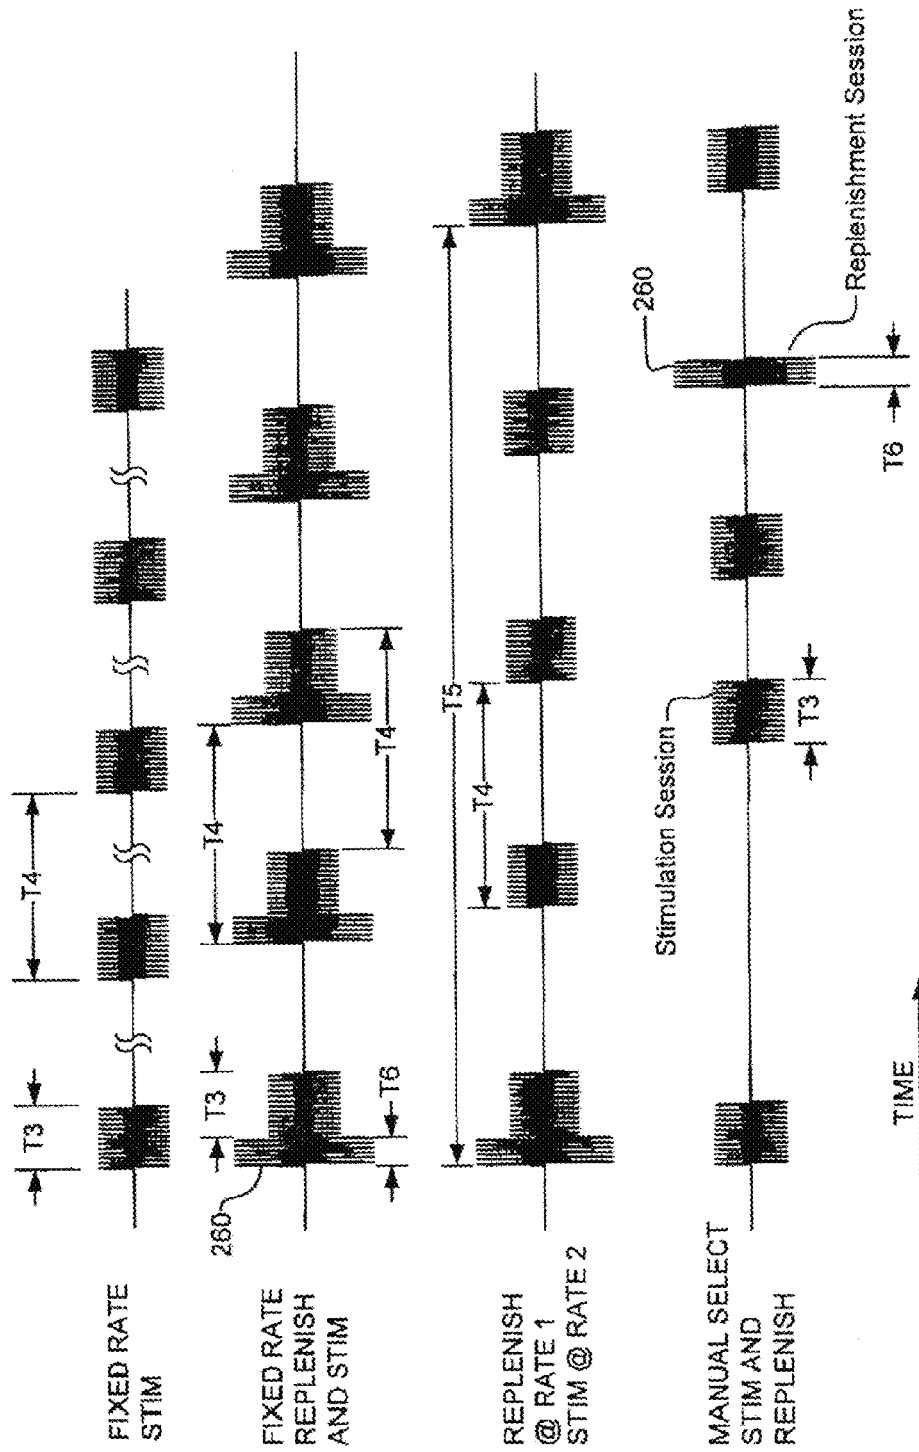 FIXED RATE
STIM
T3
T4
FIXED RATE
REPLENISH
AND STIM
260
T3
T6
T4
T4
REPLENISH
@ RATE 1
STIM @ RATE 2
T5
T4
MANUAL SELECT
STIM AND
REPLENISH
Stimulation Session
T3
260
T6
Replenishment Session
TIME